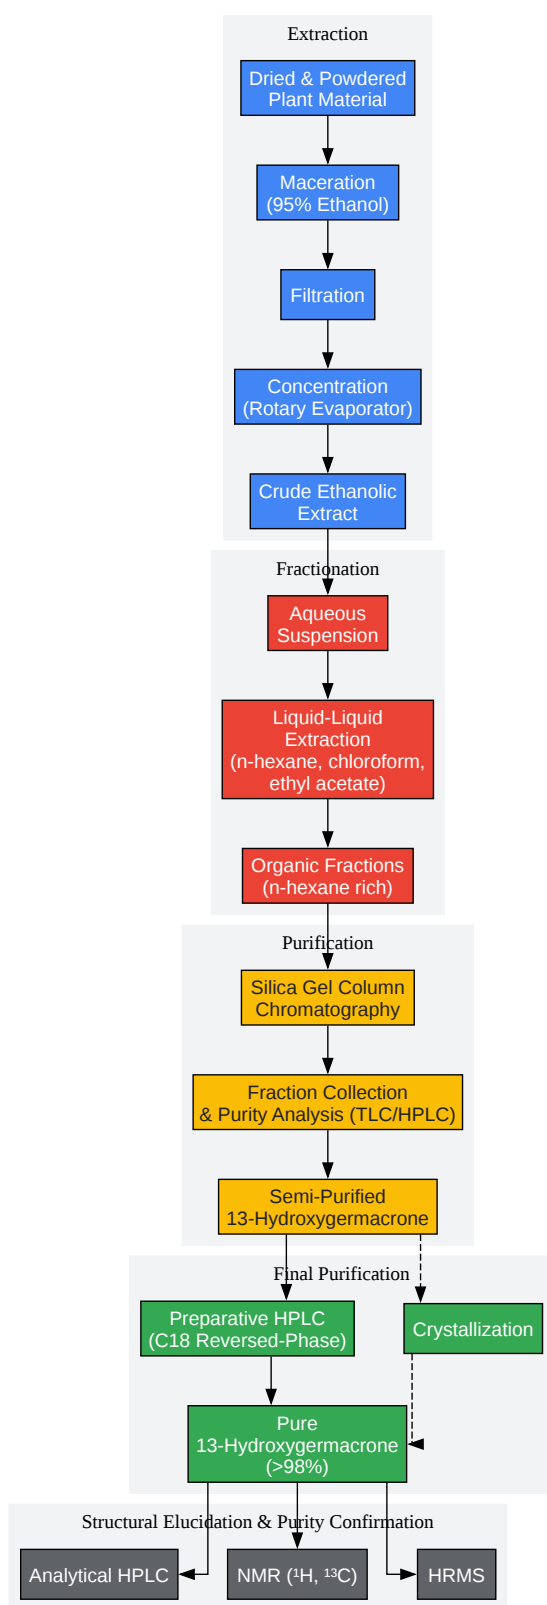 Extraction
Dried & Powdered
Plant Material
Maceration
(95% Ethanol)
Filtration
Concentration
(Rotary Evaporator)
Crude Ethanolic
Extract
Fractionation
Aqueous
Suspension
Liquid-Liquid
Extraction
(n-hexane, chloroform,
ethyl acetate)
Organic Fractions
(n-hexane rich)
Purification
Silica Gel Column
Chromatography
Fraction Collection
& Purity Analysis (TLC/HPLC)
Semi-Purified
13-Hydroxygermacrone
Final Purification
Preparative HPLC
(C18 Reversed-Phase)
Crystallization
Pure
13-Hydroxygermacrone
(>98%)
Structural Elucidation & Purity Confirmation
Analytical HPLC
NMR (¹H, ¹³C)
HRMS